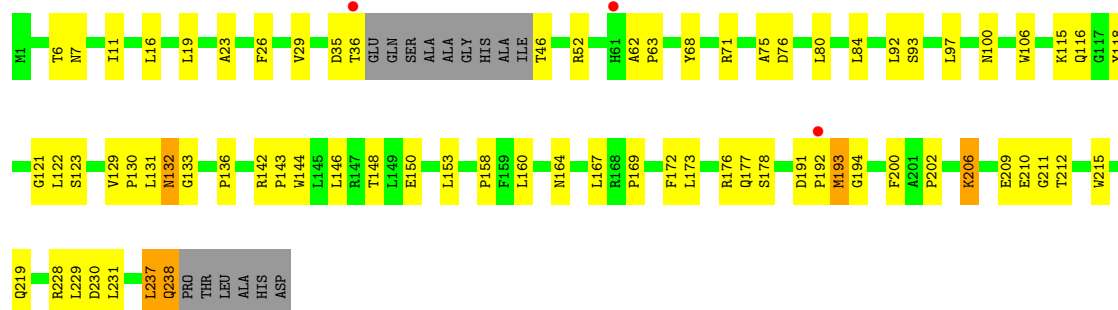 M1 T6 N7 I11 L16 L19 A23 F26 V29 D35 T36 GLU GLN SER ALA ALA GLY HIS ALA ILE T46 R52 H61 A62 P63 Y68 R71 A75 D76 L80 L84 L92 S93 L97 N100 W106 K115 Q116 G117 Y118
G121 L122 S123 V129 P130 L131 N132 G133 P136 R142 P143 W144 L145 L146 R147 T148 L149 E150 L153 P158 F159 L160 N164 L167 R168 P169 F172 L173 R176 Q177 S178 D191 P192 M193 G194 F200 A201 P202 K206 E209 E210 G211 T212 W215
Q219 R228 L229 D230 L231 L237 Q238 PRO THR LEU ALA HIS ASP